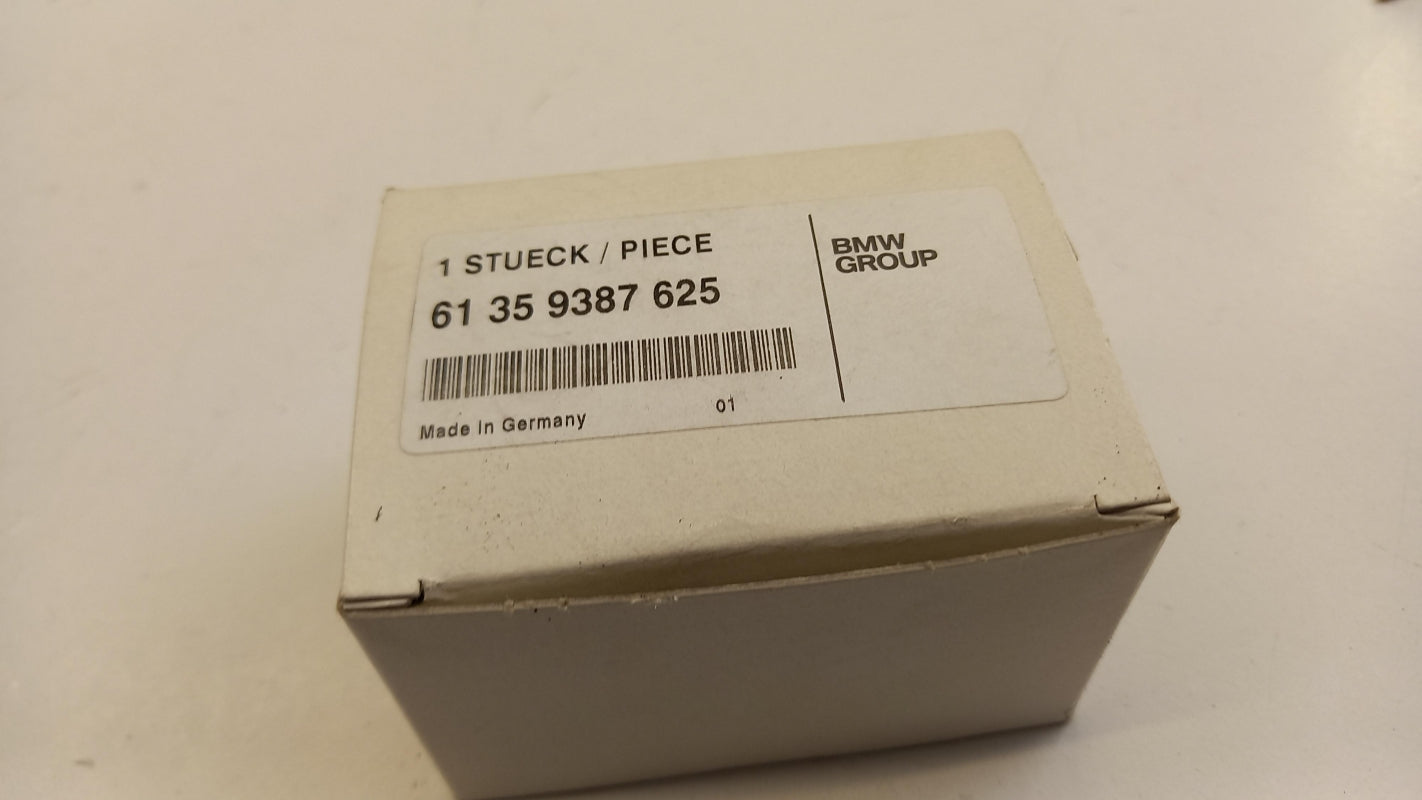 1 STUECK / PIECE
61 35 9387 625
Made In Germany
01
BMW
GROUP